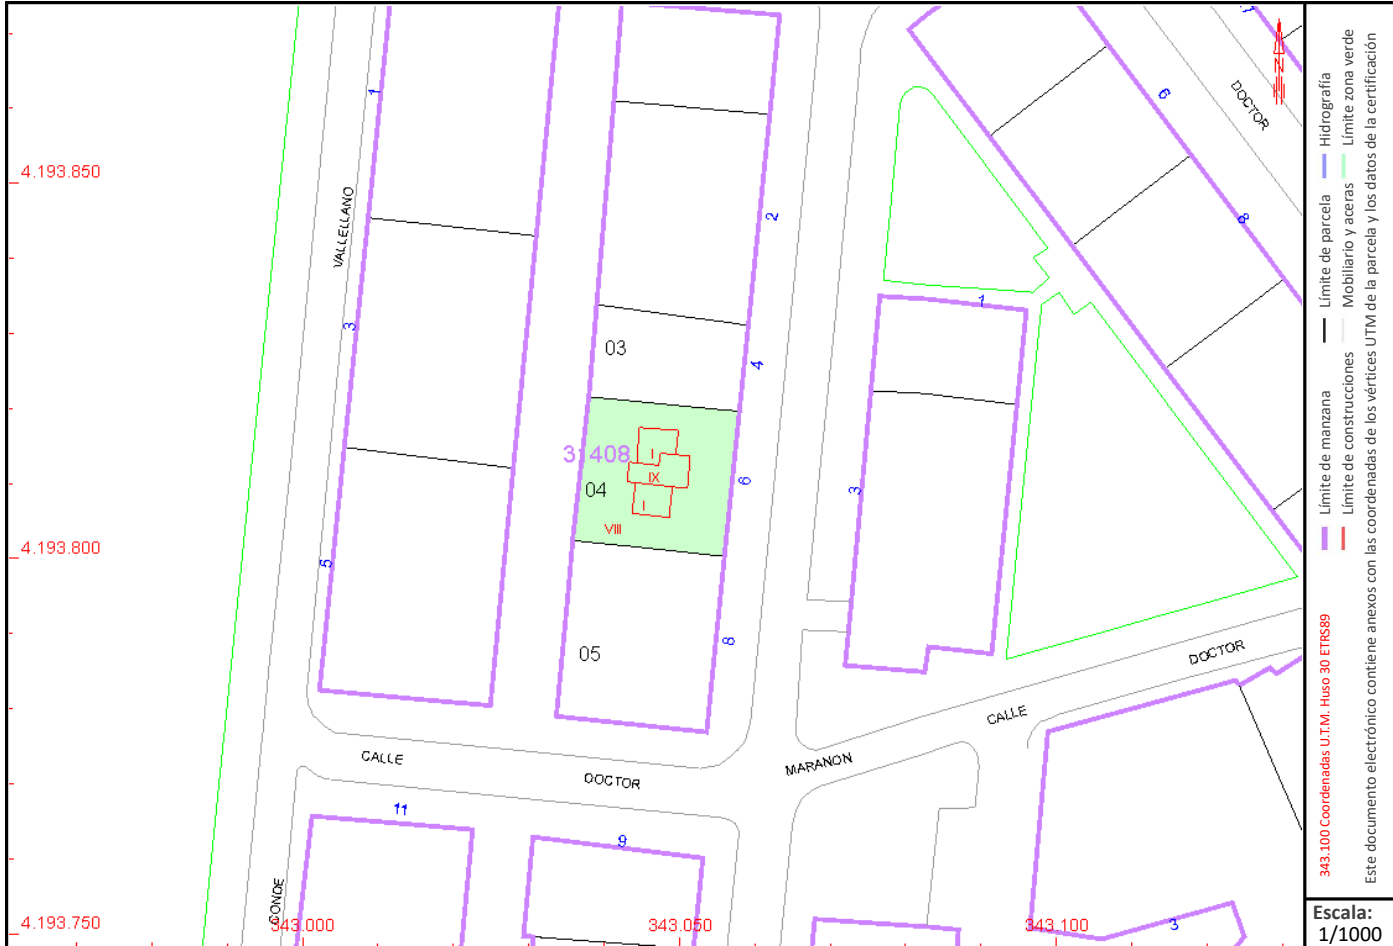 4.193.850
4.193.800
4.193.750
343.000
343.050
343.100
VALLELLANO
1
3
5
2
03
4
31408
04
I
IX
I
VIII
6
05
8
1
3
6
8
DOCTOR
DOCTOR
CALLE
MARANON
CALLE
DOCTOR
11
9
CONDE
3
N
Límite de manzana
Límite de parcela
Hidrografía
Límite de construcciones
Mobiliario y aceras
Límite zona verde
343.100 Coordenadas U.T.M. Huso 30 ETRS89
Este documento electrónico contiene anexos con las coordenadas de los vértices UTM de la parcela y los datos de la certificación
Escala:
1/1000